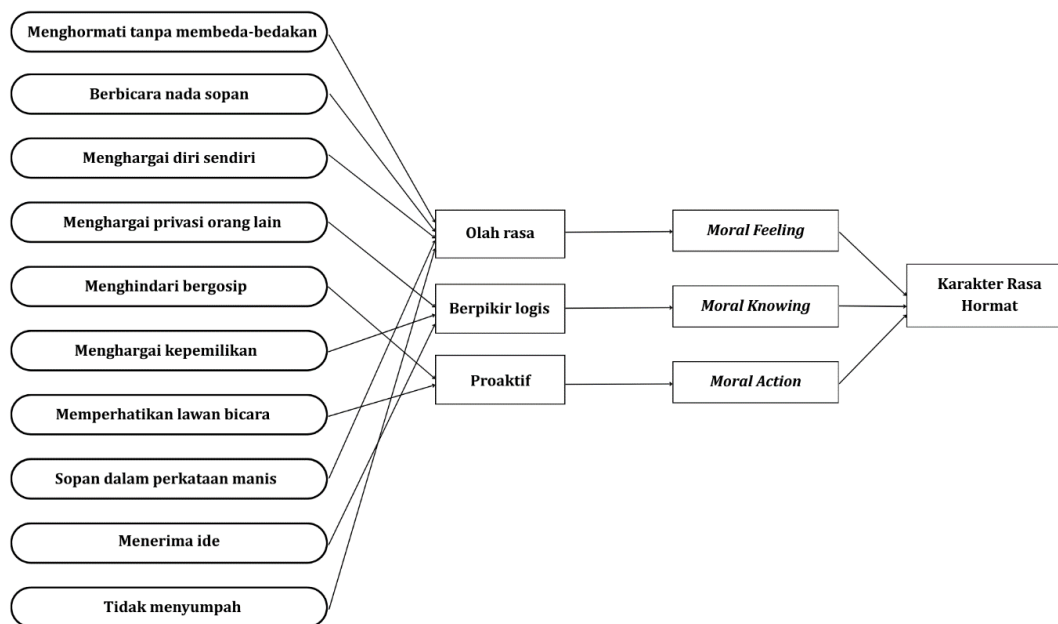 Menghormati tanpa membeda-bedakan
Berbicara nada sopan
Menghargai diri sendiri
Menghargai privasi orang lain
Menghindari bergosip
Menghargai kepemilikan
Memperhatikan lawan bicara
Sopan dalam perkataan manis
Menerima ide
Tidak menyumpah
Olah rasa
Berpikir logis
Proaktif
Moral Feeling
Moral Knowing
Moral Action
Karakter Rasa
Hormat